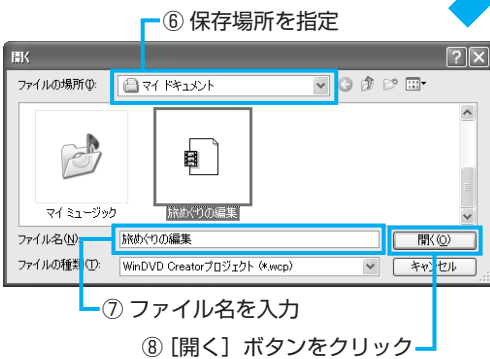 ⑥ 保存場所を指定
開く
ファイルの場所(I): マイ ドキュメント
マイ ミュージック 旅めぐりの編集
ファイル名(N): 旅めぐりの編集 開く(O)
ファイルの種類(T): WinDVD Creatorプロジェクト (*.wcp) キャンセル
⑦ ファイル名を入力
⑧ [開く] ボタンをクリック